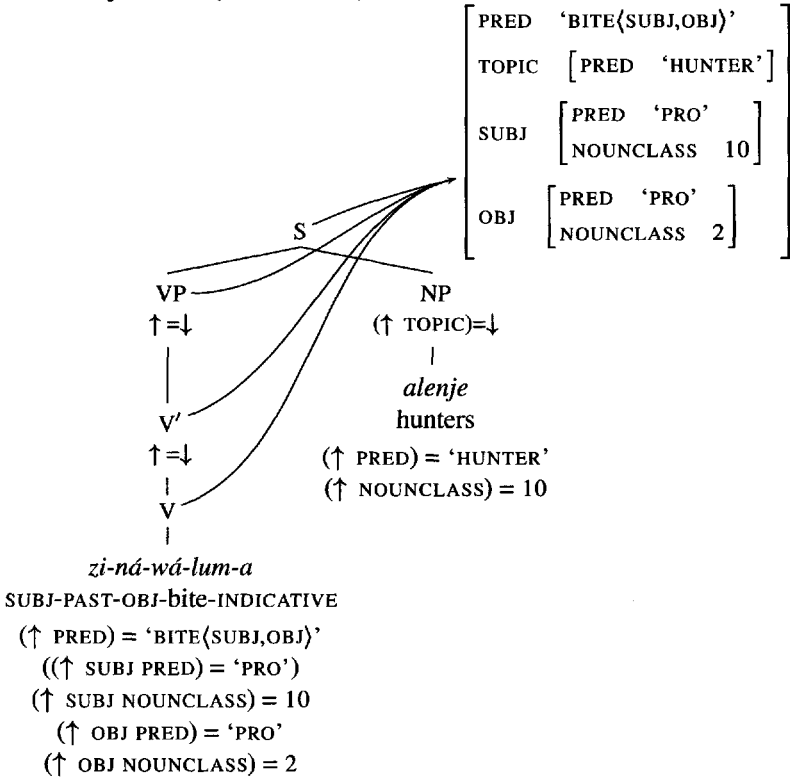 PRED ‘BITE⟨SUBJ,OBJ⟩’
TOPIC [PRED ‘HUNTER’]
SUBJ [PRED ‘PRO’
NOUNCLASS 10]
OBJ [PRED ‘PRO’
NOUNCLASS 2]
S
VP NP
↑=↓ (↑ TOPIC)=↓
alenje
V′ hunters
↑=↓ (↑ PRED) = ‘HUNTER’
(↑ NOUNCLASS) = 10
V
zi-ná-wá-lum-a
SUBJ-PAST-OBJ-bite-INDICATIVE
(↑ PRED) = ‘BITE⟨SUBJ,OBJ⟩’
((↑ SUBJ PRED) = ‘PRO’)
(↑ SUBJ NOUNCLASS) = 10
(↑ OBJ PRED) = ‘PRO’
(↑ OBJ NOUNCLASS) = 2